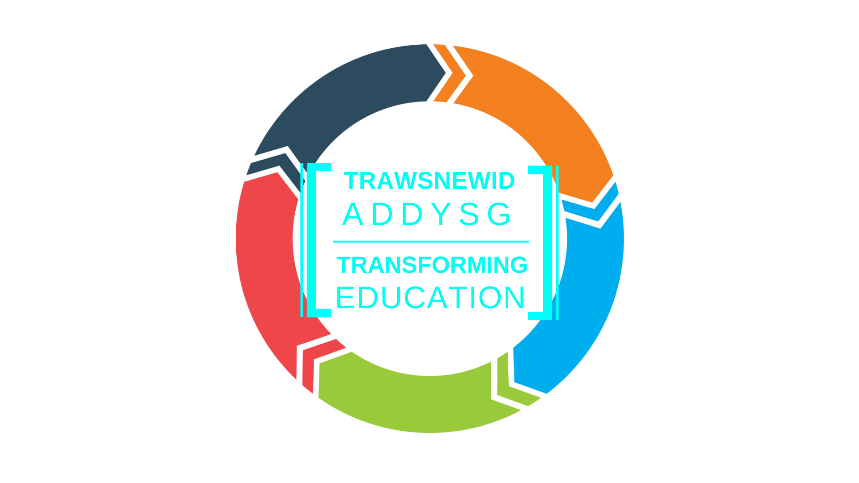 TRAWSNEWID
ADDYSG
TRANSFORMING
EDUCATION